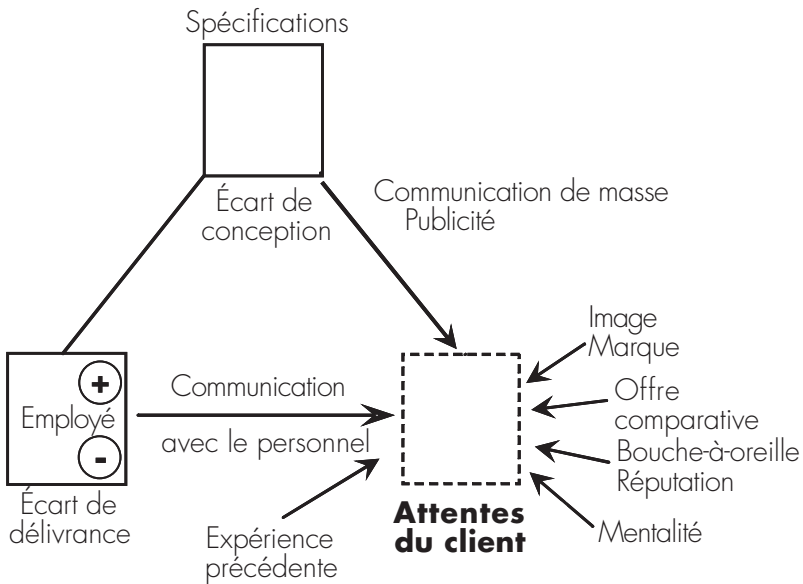 Spécifications
Écart de
conception
Communication de masse
Publicité
Image
Marque
Offre
comparative
Bouche-à-oreille
Réputation
Mentalité
+
Employé
-
Communication
avec le personnel
Écart de
délivrance
Expérience
précédente
Attentes
du client